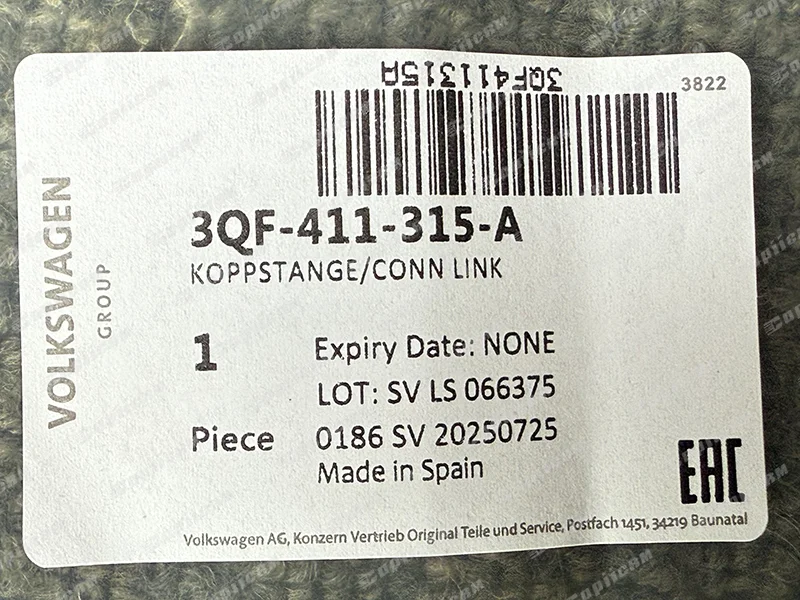 3QF411315A
3822
VOLKSWAGEN
GROUP
3QF-411-315-A
KOPPSTANGE/CONN LINK
1
Expiry Date: NONE
LOT: SV LS 066375
Piece
0186 SV 20250725
Made in Spain
EAC
Volkswagen AG, Konzern Vertrieb Original Teile und Service, Postfach 1451, 34219 Baunatal